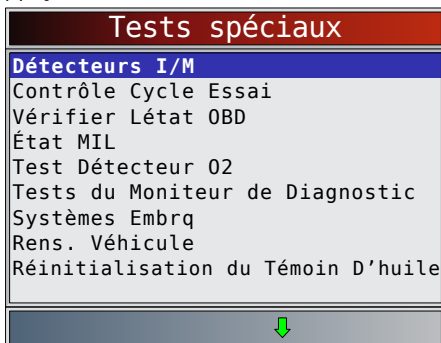 Tests spéciaux
Détecteurs I/M
Contrôle Cycle Essai
Vérifier Létat OBD
État MIL
Test Détecteur O2
Tests du Moniteur de Diagnostic
Systèmes Embrq
Rens. Véhicule
Réinitialisation du Témoin D'huile